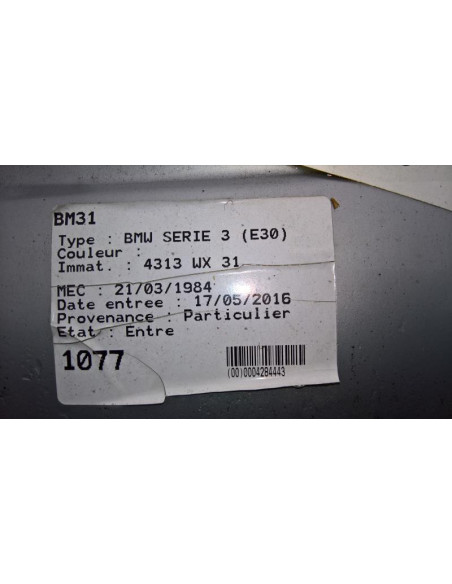 BM31
Type : BMW SERIE 3 (E30)
Couleur :
Immat. : 4313 WX 31
MEC : 21/03/1984
Date entree : 17/05/2016
Provenance : Particulier
Etat : Entre
1077
(00)0004284443